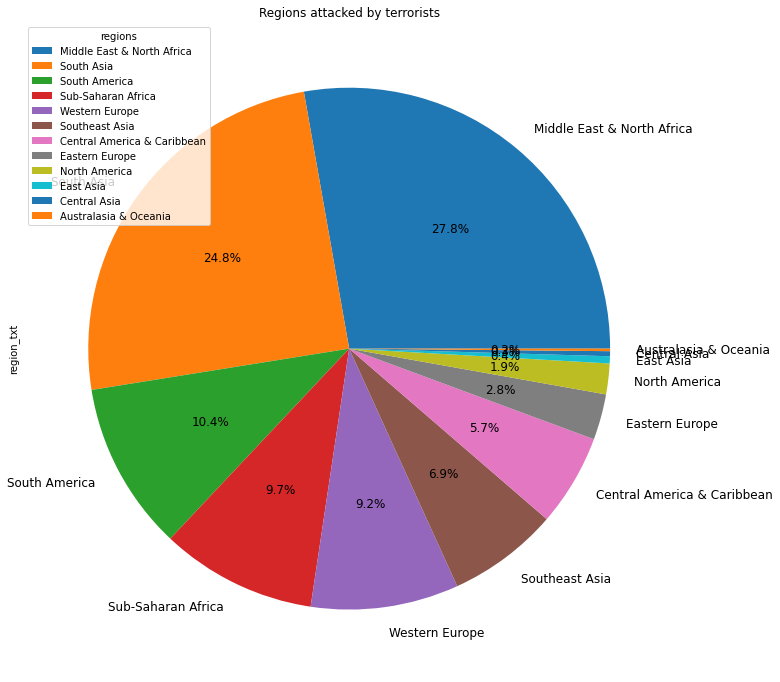 Regions attacked by terrorists
regions
Middle East & North Africa
South Asia
South America
Sub-Saharan Africa
Western Europe
Southeast Asia
Central America & Caribbean
Eastern Europe
North America
East Asia
Central Asia
Australasia & Oceania
Middle East & North Africa
South Asia
27.8%
24.8%
region_txt
0.2%
Australasia & Oceania
Central Asia
0.4%
East Asia
1.9%
North America
2.8%
Eastern Europe
10.4%
5.7%
6.9%
South America
9.7%
Central America & Caribbean
9.2%
Southeast Asia
Sub-Saharan Africa
Western Europe